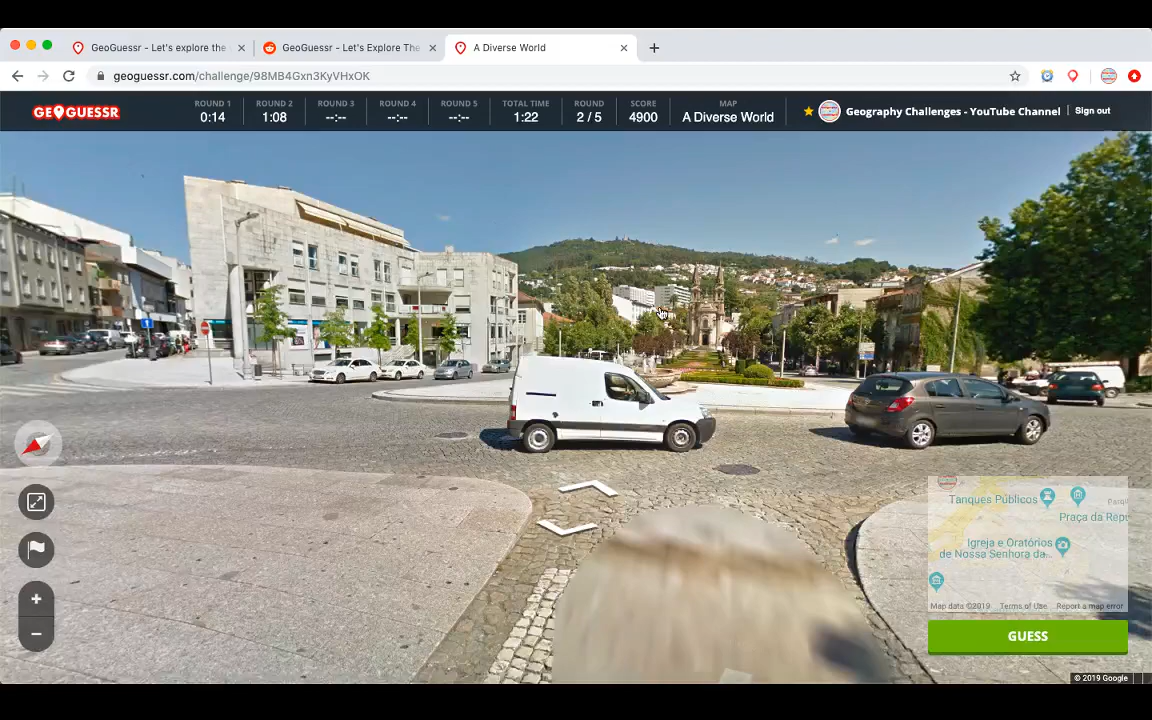 GeoGuessr - Let's explore the
GeoGuessr - Let's Explore The
A Diverse World
geoguessr.com/challenge/98MB4Gxn3KyVHxOK
GEOGUESSR
ROUND 1
0:14
ROUND 2
1:08
ROUND 3
--:--
ROUND 4
--:--
ROUND 5
--:--
TOTAL TIME
1:22
ROUND
2 / 5
SCORE
4900
MAP
A Diverse World
Geography Challenges - YouTube Channel
Sign out
Tanques Públicos
Parq
Praça da Repú
Igreja e Oratórios
de Nossa Senhora da...
Map data ©2019 Terms of Use Report a map error
GUESS
© 2019 Google